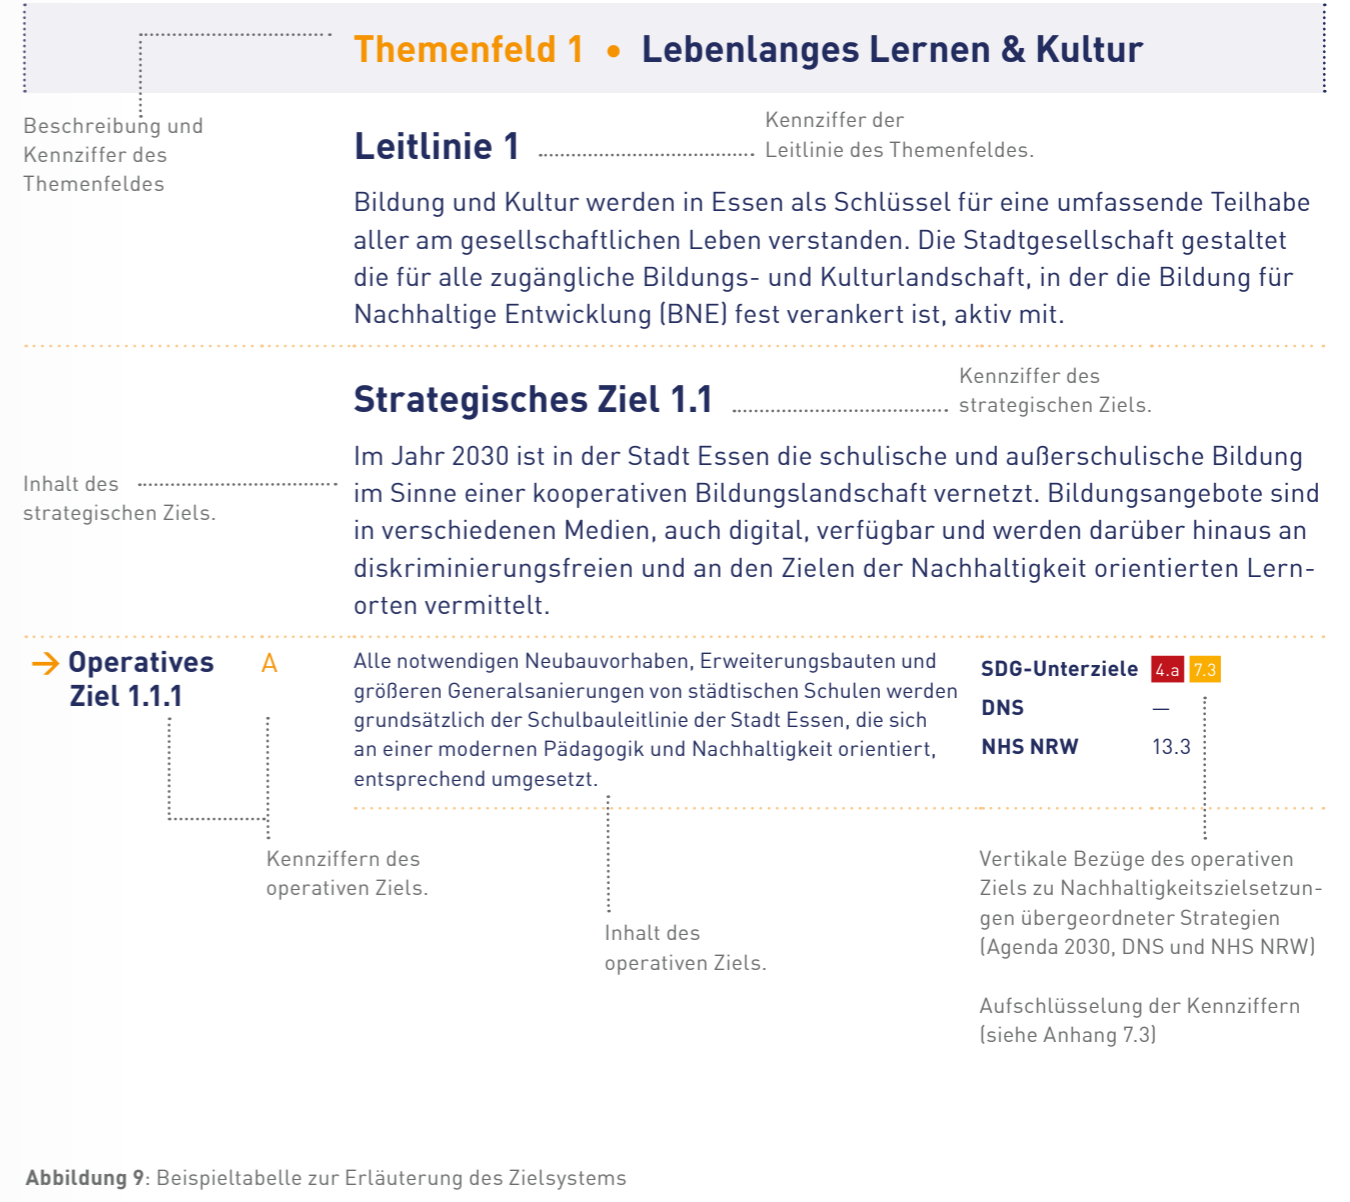 Themenfeld 1 • Lebenlanges Lernen & Kultur
Beschreibung und
Kennziffer des
Themenfeldes
Leitlinie 1
Kennziffer der
Leitlinie des Themenfeldes.
Bildung und Kultur werden in Essen als Schlüssel für eine umfassende Teilhabe
aller am gesellschaftlichen Leben verstanden. Die Stadtgesellschaft gestaltet
die für alle zugängliche Bildungs- und Kulturlandschaft, in der die Bildung für
Nachhaltige Entwicklung (BNE) fest verankert ist, aktiv mit.
Strategisches Ziel 1.1
Kennziffer des
strategischen Ziels.
Inhalt des
strategischen Ziels.
Im Jahr 2030 ist in der Stadt Essen die schulische und außerschulische Bildung
im Sinne einer kooperativen Bildungslandschaft vernetzt. Bildungsangebote sind
in verschiedenen Medien, auch digital, verfügbar und werden darüber hinaus an
diskriminierungsfreien und an den Zielen der Nachhaltigkeit orientierten Lern-
orten vermittelt.
→ Operatives
Ziel 1.1.1
A
Alle notwendigen Neubauvorhaben, Erweiterungsbauten und
größeren Generalsanierungen von städtischen Schulen werden
grundsätzlich der Schulbauleitlinie der Stadt Essen, die sich
an einer modernen Pädagogik und Nachhaltigkeit orientiert,
entsprechend umgesetzt.
SDG-Unterziele 4.a 7.3
DNS —
NHS NRW 13.3
Kennziffern des
operativen Ziels.
Inhalt des
operativen Ziels.
Vertikale Bezüge des operativen
Ziels zu Nachhaltigkeitszielsetzun-
gen übergeordneter Strategien
(Agenda 2030, DNS und NHS NRW)
Aufschlüsselung der Kennziffern
(siehe Anhang 7.3)
Abbildung 9: Beispieltabelle zur Erläuterung des Zielsystems